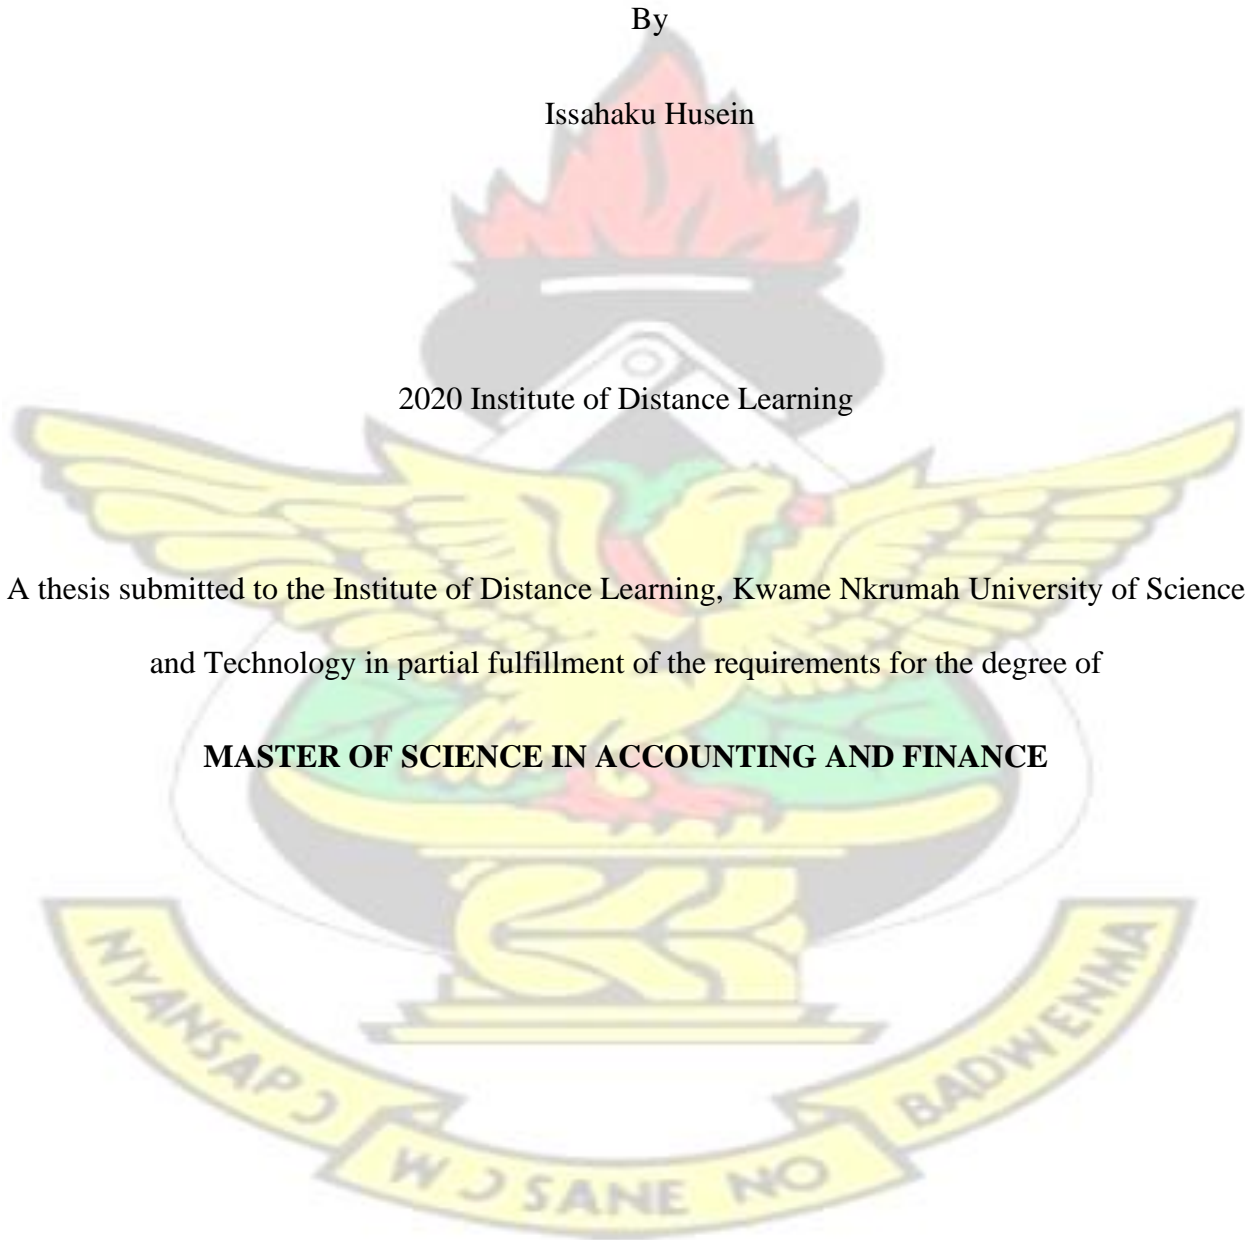 By
Issahaku Husein
2020 Institute of Distance Learning
A thesis submitted to the Institute of Distance Learning, Kwame Nkrumah University of Science
and Technology in partial fulfillment of the requirements for the degree of
MASTER OF SCIENCE IN ACCOUNTING AND FINANCE
NYANSAPƆ
WƆ SANE NO
BADWENMA